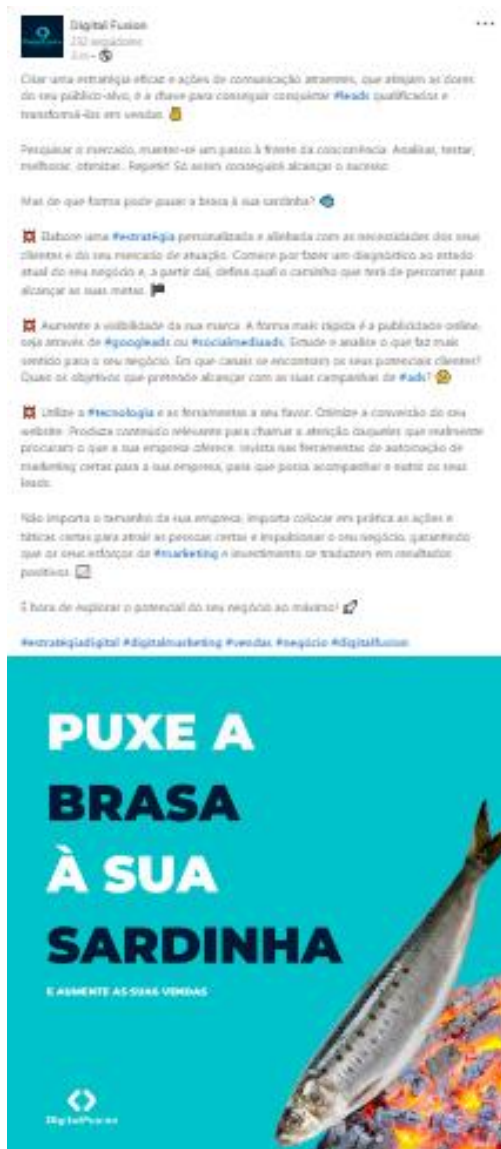 Digital Fusion
232 seguidores
Criar uma estratégia eficaz e ações de comunicação atraentes, que atinjam as dores
do seu público-alvo, é a chave para conseguir conquistar #leads qualificados e
transformá-los em vendas.
Pesquisar o mercado, manter-se um passo à frente da concorrência. Analisar, testar,
melhorar, otimizar... Repetir! Só assim conseguirá alcançar o sucesso.
Mas de que forma pode puxar a brasa à sua sardinha?
Elabore uma #estratégia personalizada e alinhada com as necessidades dos seus
clientes e do seu mercado de atuação. Comece por fazer um diagnóstico ao estado
atual do seu negócio e, a partir daí, defina qual o caminho que terá de percorrer para
alcançar as suas metas.
Aumente a visibilidade da sua marca. A forma mais rápida é a publicidade online,
seja através de #googleads ou #socialmediaads. Estude e analise o que faz mais
sentido para o seu negócio. Em que canais se encontram os seus potenciais clientes?
Quais os objetivos que pretende alcançar com as suas campanhas de #ads?
Utilize a #tecnologia e as ferramentas a seu favor. Otimize a conversão do seu
website. Produza conteúdo relevante para chamar a atenção daqueles que realmente
procuram o que a sua empresa oferece. Invista nas ferramentas de automação de
marketing certas para a sua empresa, para que possa acompanhar e nutrir os seus
leads.
Não importa o tamanho da sua empresa, importa colocar em prática as ações e
táticas certas para atrair as pessoas certas e impulsionar o seu negócio, garantindo
que os seus esforços de #marketing e investimento se traduzem em resultados
positivos.
É hora de explorar o potencial do seu negócio ao máximo!
#estratégiadigital #digitalmarketing #vendas #negócio #digitalfusion
PUXE A
BRASA
À SUA
SARDINHA
E AUMENTE AS SUAS VENDAS
DigitalFusion